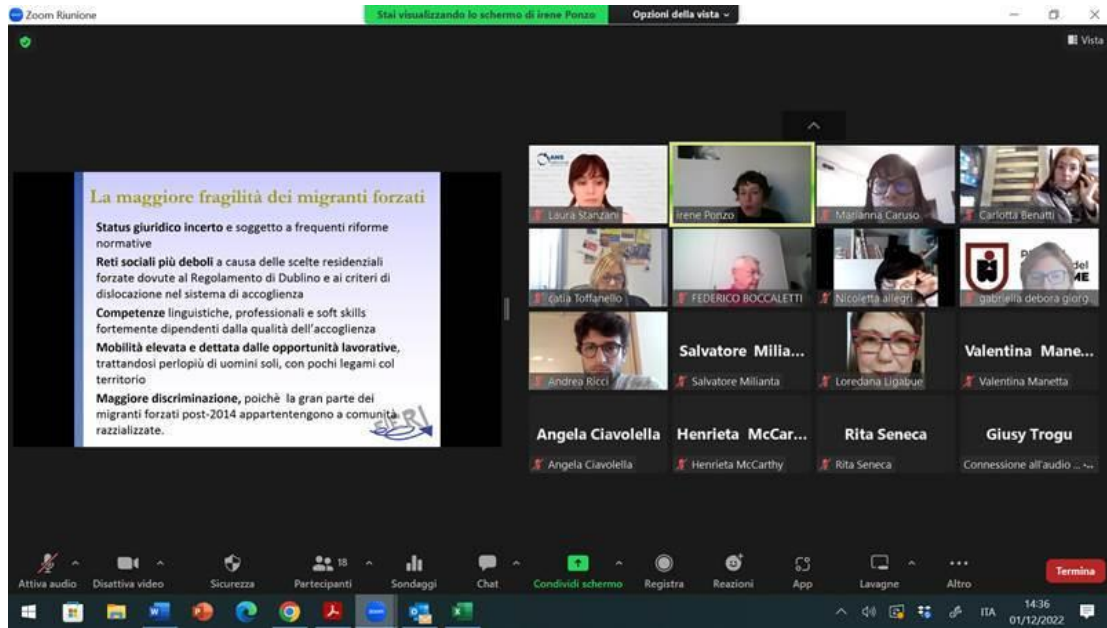 Zoom Riunione
Stai visualizzando lo schermo di irene Ponzo
Opzioni della vista
Vista
La maggiore fragilità dei migranti forzati
Status giuridico incerto e soggetto a frequenti riforme
normative
Reti sociali più deboli a causa delle scelte residenziali
forzate dovute al Regolamento di Dublino e ai criteri di
dislocazione nel sistema di accoglienza
Competenze linguistiche, professionali e soft skills
fortemente dipendenti dalla qualità dell'accoglienza
Mobilità elevata e dettata dalle opportunità lavorative,
trattandosi perlopiù di uomini soli, con pochi legami col
territorio
Maggiore discriminazione, poichè la gran parte dei
migranti forzati post-2014 appartentengono a comunità
razzializzate.
FIERI
Laura Stanzani
irene Ponzo
Marianna Caruso
Carlotta Benatti
catia Toffanello
FEDERICO BOCCALETTI
Nicoletta allegri
gabriella debora giorg...
Andrea Ricci
Salvatore Milia...
Salvatore Milianta
Loredana Ligabue
Valentina Mane...
Valentina Manetta
Angela Ciavolella
Angela Ciavolella
Henrieta McCar...
Henrieta McCarthy
Rita Seneca
Rita Seneca
Giusy Trogu
Connessione all'audio ...
Attiva audio
Disattiva video
Sicurezza
18
Partecipanti
Sondaggi
Chat
Condividi schermo
Registra
Reazioni
App
Lavagne
Altro
Termina
ITA
14:36
01/12/2022